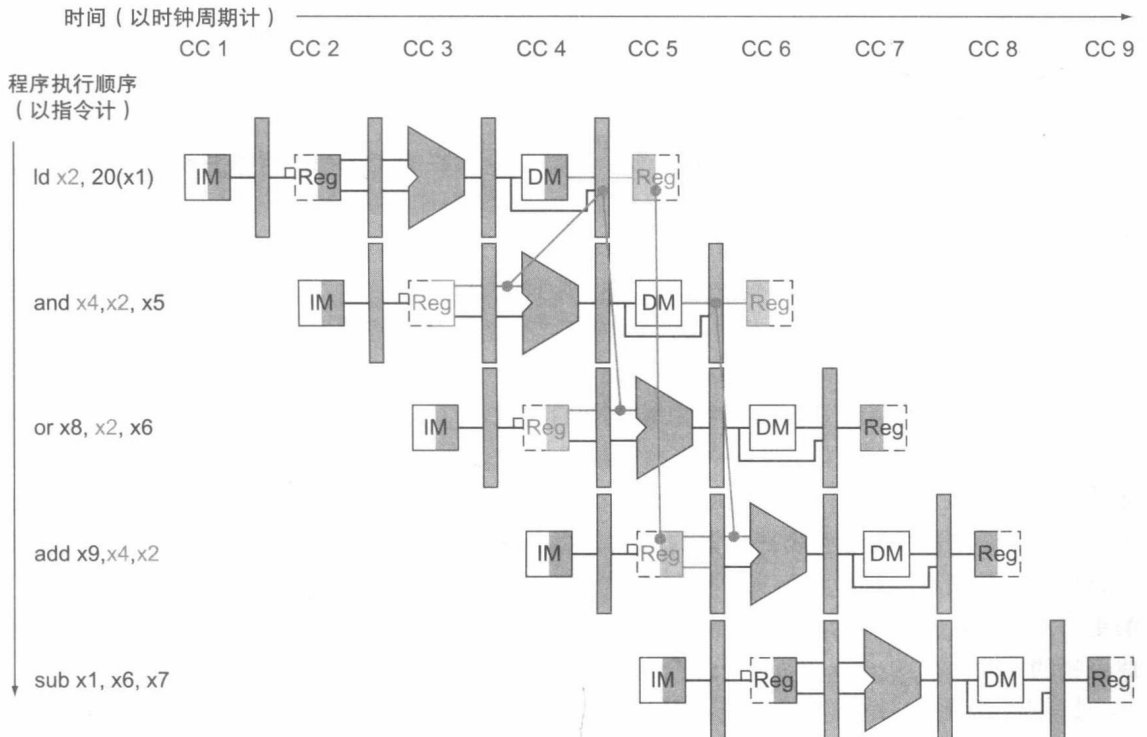 时间（以时钟周期计）
CC 1 CC 2 CC 3 CC 4 CC 5 CC 6 CC 7 CC 8 CC 9
程序执行顺序
（以指令计）
ld x2, 20(x1)
IM Reg DM Reg
and x4,x2, x5
IM Reg DM Reg
or x8, x2, x6
IM Reg DM Reg
add x9,x4,x2
IM Reg DM Reg
sub x1, x6, x7
IM Reg DM Reg